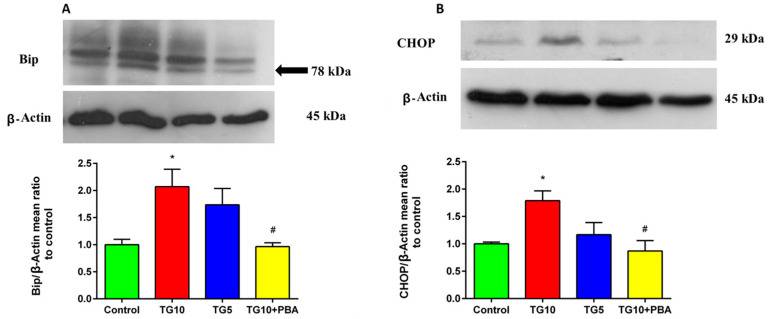 A
Bip
78 kDa
β-Actin
45 kDa
Bip/β-Actin mean ratio
to control
2.5
*
2.0
1.5
#
1.0
0.5
0.0
Control TG10 TG5 TG10+PBA
B
CHOP
29 kDa
β-Actin
45 kDa
CHOP/β-Actin mean ratio
to control
2.5
2.0
*
1.5
#
1.0
0.5
0.0
Control TG10 TG5 TG10+PBA